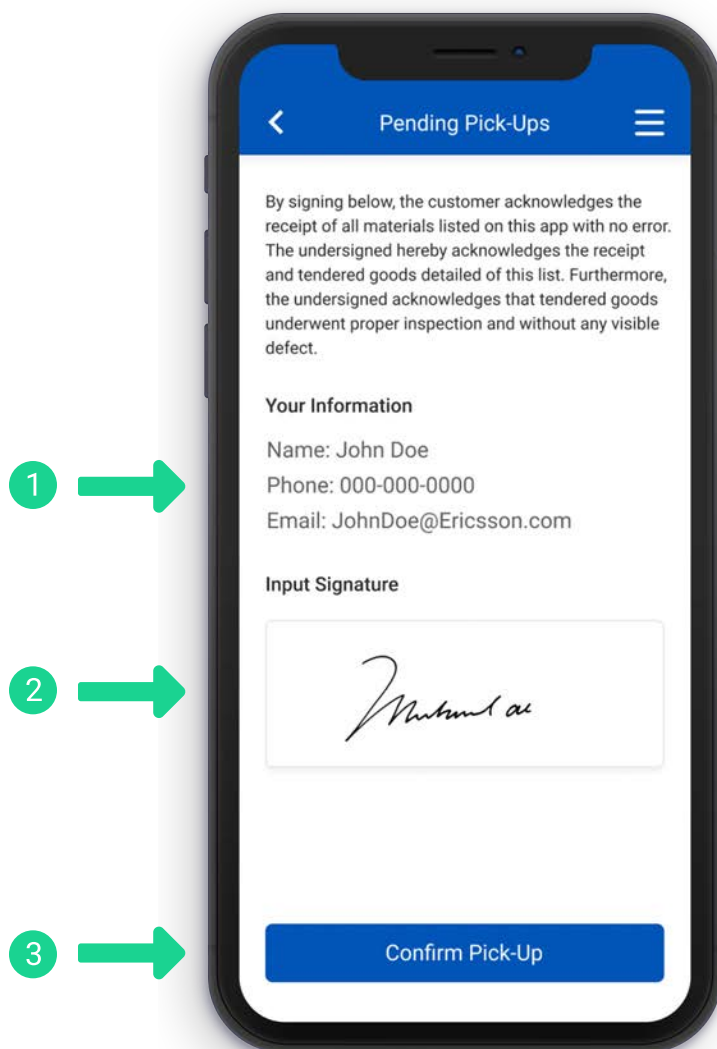 Pending Pick-Ups
By signing below, the customer acknowledges the
receipt of all materials listed on this app with no error.
The undersigned hereby acknowledges the receipt
and tendered goods detailed of this list. Furthermore,
the undersigned acknowledges that tendered goods
underwent proper inspection and without any visible
defect.
Your Information
1
Name: John Doe
Phone: 000-000-0000
Email: JohnDoe@Ericsson.com
Input Signature
2
3
Confirm Pick-Up